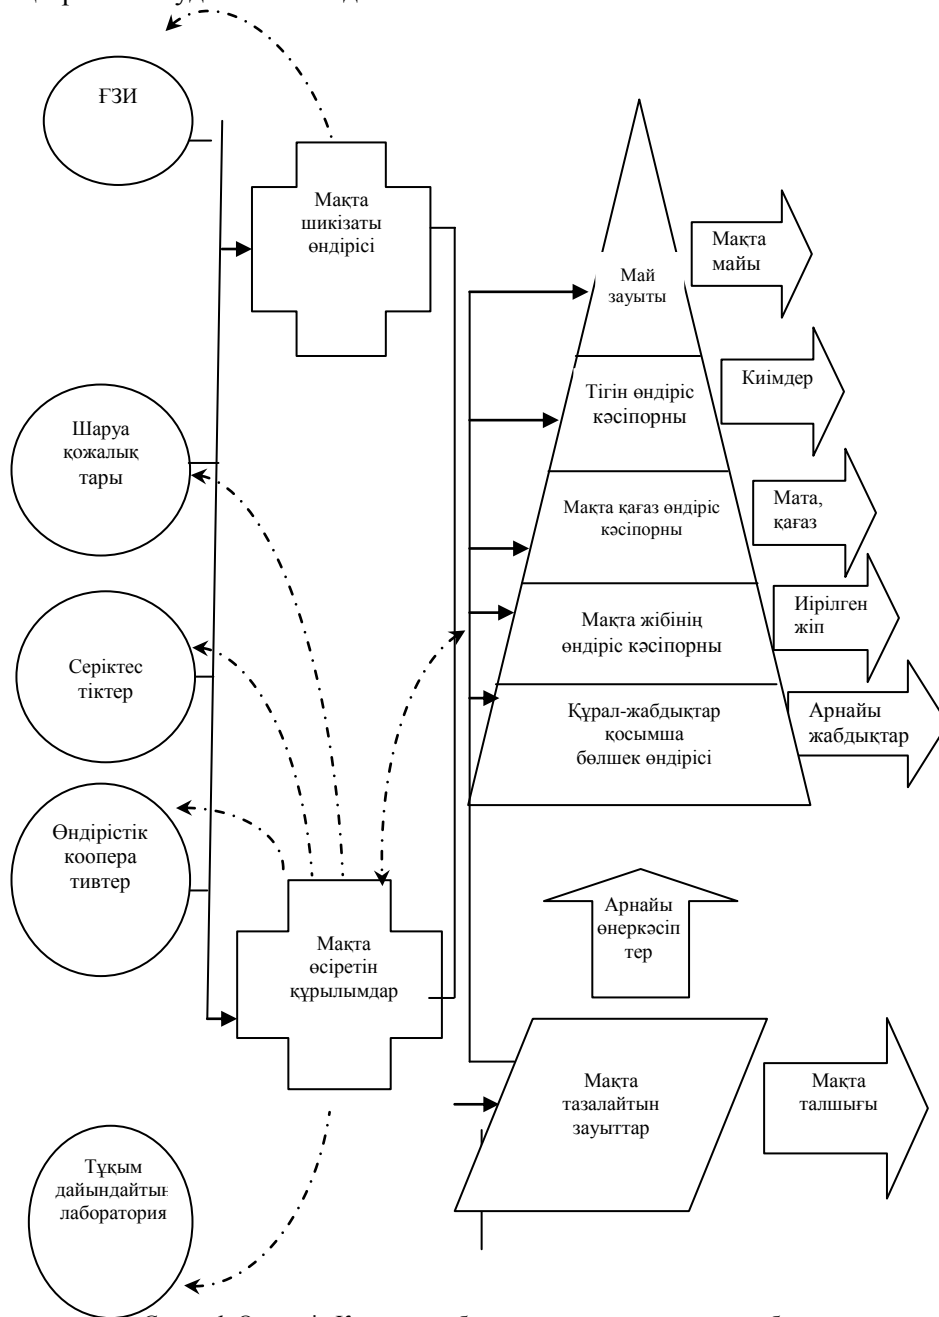 ҒЗИ
Мақта
шикізаты
өндірісі
Май
зауыты
Мақта
майы
Тігін өндіріс
кәсіпорны
Киімдер
Шаруа
қожалық
тары
Мақта қағаз өндіріс
кәсіпорны
Мата,
қағаз
Мақта жібінің
өндіріс кәсіпорны
Иірілген
жіп
Серіктес
тіктер
Құрал-жабдықтар
қосымша
бөлшек өндірісі
Арнайы
жабдықтар
Өндірістік
коопера
тивтер
Арнайы
өнеркәсіп
тер
Мақта
өсіретін
құрылымдар
Мақта
тазалайтын
зауыттар
Мақта
талшығы
Тұқым
дайындайтын
лаборатория